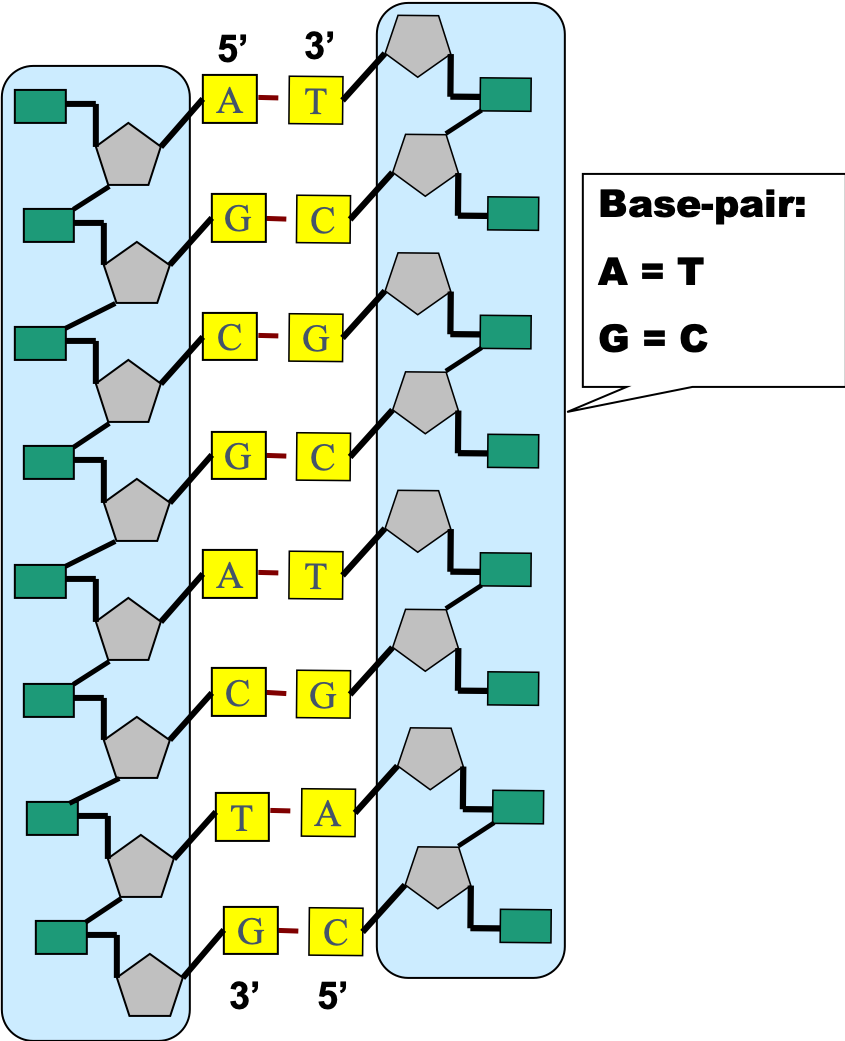 5’ 3’
A T
G C
C G
G C
A T
C G
T A
G C
3’ 5’
Base-pair:
A = T
G = C